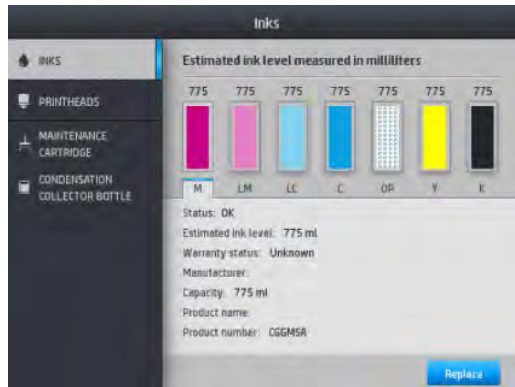 Inks
INKS
PRINTHEADS
MAINTENANCE
CARTRIDGE
CONDENSATION
COLLECTOR BOTTLE
Estimated ink level measured in milliliters
775 775 775 775 775 775 775
M LM LC C OP Y K
Status: OK
Estimated ink level: 775 ml
Warranty status: Unknown
Manufacturer:
Capacity: 775 ml
Product name:
Product number: CGGMSA
Replace